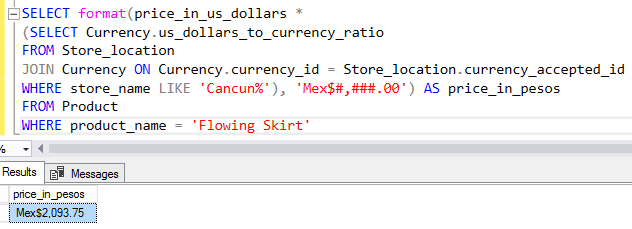 SELECT format(price_in_us_dollars *
(SELECT Currency.us_dollars_to_currency_ratio
FROM Store_location
JOIN Currency ON Currency.currency_id = Store_location.currency_accepted_id
WHERE store_name LIKE 'Cancun%'), 'Mex$#,###.00') AS price_in_pesos
FROM Product
WHERE product_name = 'Flowing Skirt'
%
Results Messages
price_in_pesos
Mex$2,093.75